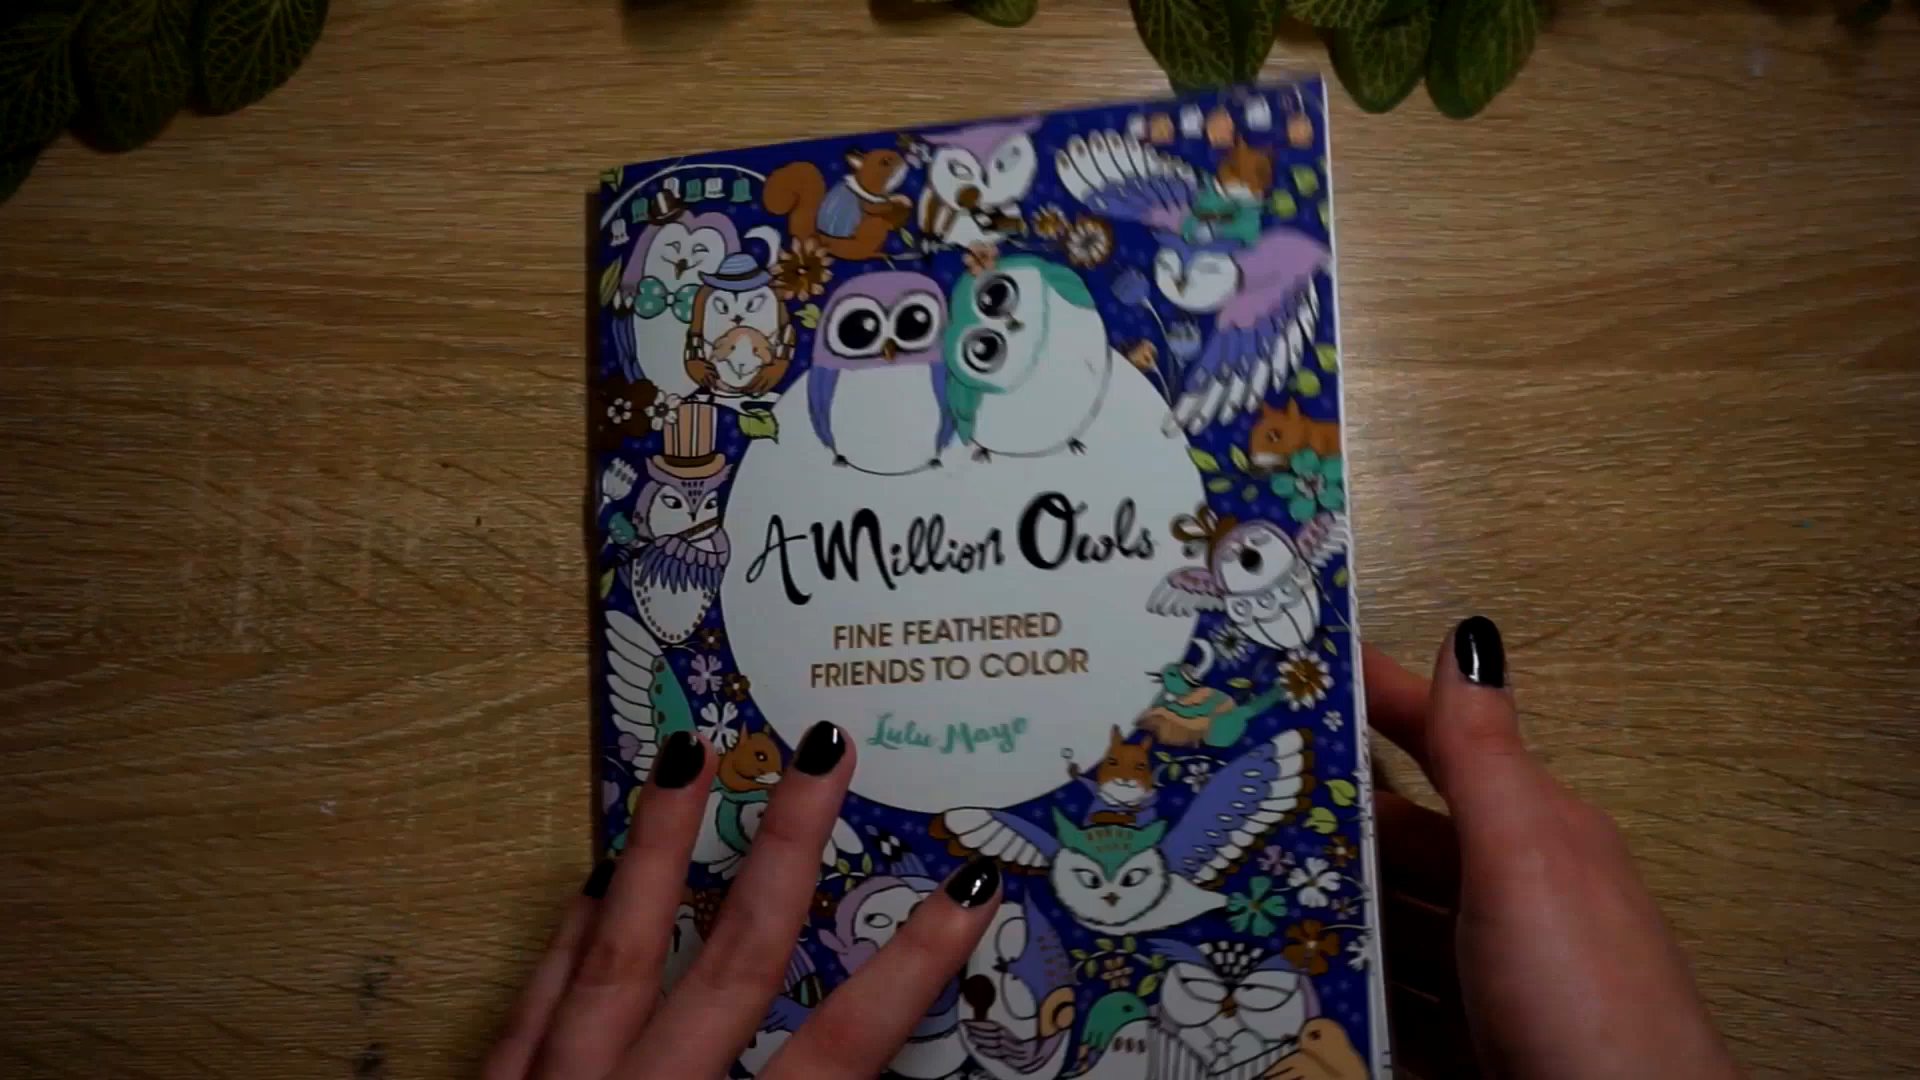 A Million Owls
FINE FEATHERED
FRIENDS TO COLOR
Lulu Mayo